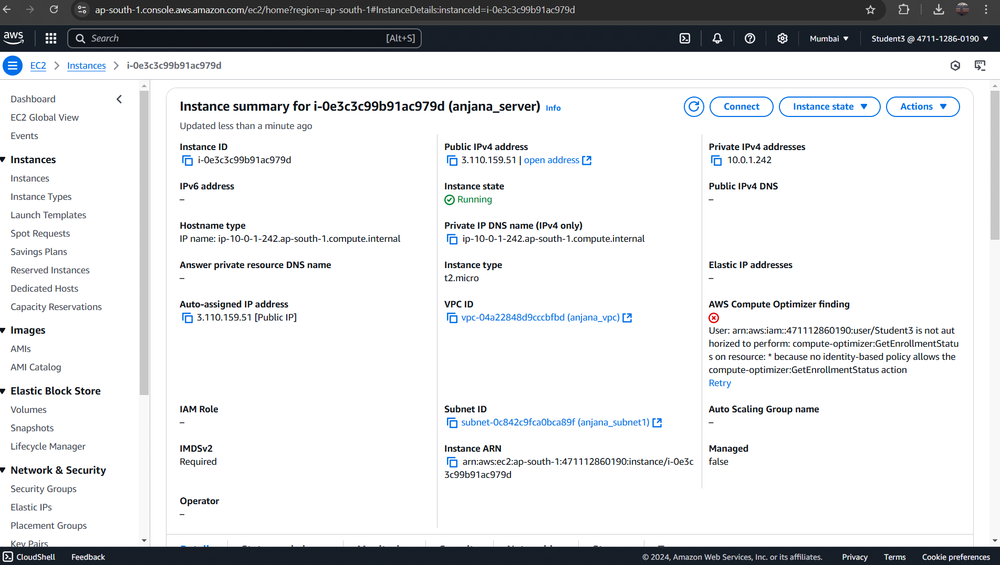 ap-south-1.console.aws.amazon.com/ec2/home?region=ap-south-1#InstanceDetails:instanceId=i-0e3c3c99b91ac979d
aws
Search
[Alt+S]
Mumbai
Student3 @ 4711-1286-0190
EC2
Instances
i-0e3c3c99b91ac979d
Dashboard
EC2 Global View
Events
Instances
Instances
Instance Types
Launch Templates
Spot Requests
Savings Plans
Reserved Instances
Dedicated Hosts
Capacity Reservations
Images
AMIs
AMI Catalog
Elastic Block Store
Volumes
Snapshots
Lifecycle Manager
Network & Security
Security Groups
Elastic IPs
Placement Groups
Key Pairs
Instance summary for i-0e3c3c99b91ac979d (anjana_server) Info
Updated less than a minute ago
Connect
Instance state
Actions
Instance ID
i-0e3c3c99b91ac979d
Public IPv4 address
3.110.159.51 | open address
Private IPv4 addresses
10.0.1.242
IPv6 address
–
Instance state
Running
Public IPv4 DNS
–
Hostname type
IP name: ip-10-0-1-242.ap-south-1.compute.internal
Private IP DNS name (IPv4 only)
ip-10-0-1-242.ap-south-1.compute.internal
Answer private resource DNS name
–
Instance type
t2.micro
Elastic IP addresses
–
Auto-assigned IP address
3.110.159.51 [Public IP]
VPC ID
vpc-04a22848d9cccbfbd (anjana_vpc)
AWS Compute Optimizer finding
User: arn:aws:iam::471112860190:user/Student3 is not aut
horized to perform: compute-optimizer:GetEnrollmentStatu
s on resource: * because no identity-based policy allows the
compute-optimizer:GetEnrollmentStatus action
Retry
IAM Role
–
Subnet ID
subnet-0c842c9fca0bca89f (anjana_subnet1)
Auto Scaling Group name
–
IMDSv2
Required
Instance ARN
arn:aws:ec2:ap-south-1:471112860190:instance/i-0e3c
3c99b91ac979d
Managed
false
Operator
–
CloudShell
Feedback
© 2024, Amazon Web Services, Inc. or its affiliates.
Privacy
Terms
Cookie preferences